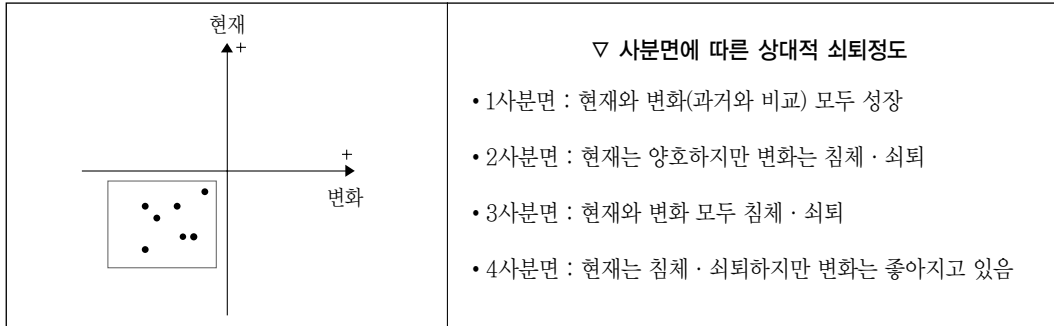 현재
+
+
변화
▽ 사분면에 따른 상대적 쇠퇴정도
• 1사분면 : 현재와 변화(과거와 비교) 모두 성장
• 2사분면 : 현재는 양호하지만 변화는 침체 · 쇠퇴
• 3사분면 : 현재와 변화 모두 침체 · 쇠퇴
• 4사분면 : 현재는 침체 · 쇠퇴하지만 변화는 좋아지고 있음